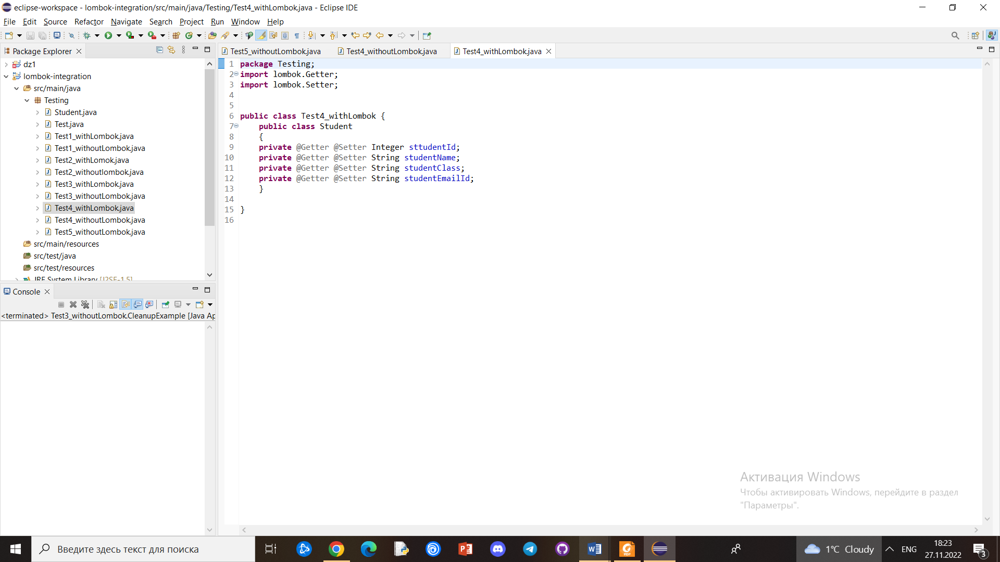 eclipse-workspace - lombok-integration/src/main/java/Testing/Test4_withLombok.java - Eclipse IDE
File Edit Source Refactor Navigate Search Project Run Window Help
Package Explorer
dz1
lombok-integration
src/main/java
Testing
Student.java
Test.java
Test1_withLombok.java
Test1_withoutLombok.java
Test2_withLomok.java
Test2_withoutlombok.java
Test3_withLombok.java
Test3_withoutLombok.java
Test4_withLombok.java
Test4_withoutLombok.java
Test5_withoutLombok.java
src/main/resources
src/test/java
src/test/resources
JRE System Library [J2SE-1.5]
Console
<terminated> Test3_withoutLombok.CleanupExample [Java Ap
Test5_withoutLombok.java Test4_withoutLombok.java Test4_withLombok.java
1 package Testing;
2 import lombok.Getter;
3 import lombok.Setter;
4
5
6 public class Test4_withLombok {
7 public class Student
8 {
9 private @Getter @Setter Integer sttudentId;
10 private @Getter @Setter String studentName;
11 private @Getter @Setter String studentClass;
12 private @Getter @Setter String studentEmailId;
13 }
14
15 }
16
Активация Windows
Чтобы активировать Windows, перейдите в раздел
"Параметры".
Введите здесь текст для поиска
1°C Cloudy
ENG
18:23
27.11.2022
3